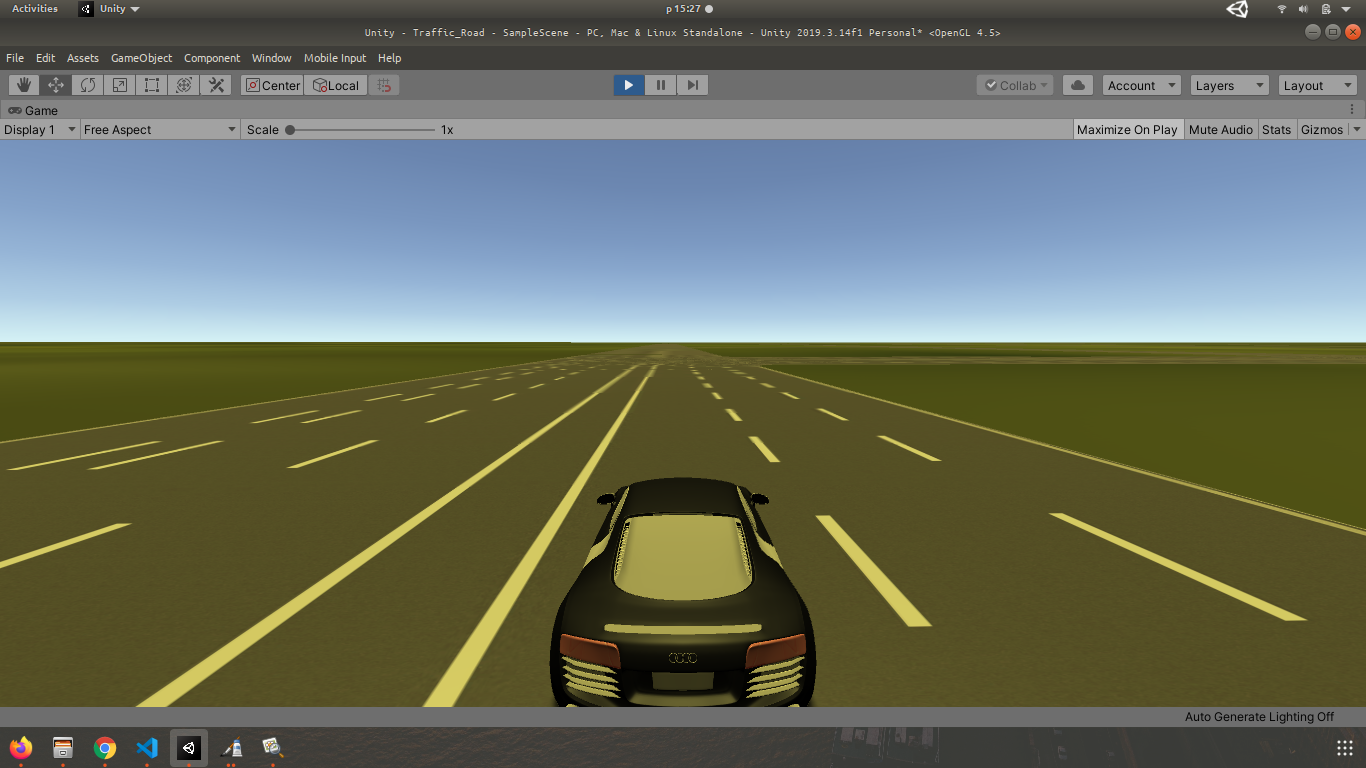 Activities Unity p 15:27
Unity - Traffic_Road - SampleScene - PC, Mac & Linux Standalone - Unity 2019.3.14f1 Personal* <OpenGL 4.5>
File Edit Assets GameObject Component Window Mobile Input Help
Center Local Collab Account Layers Layout
Game
Display 1 Free Aspect Scale 1x Maximize On Play Mute Audio Stats Gizmos
Auto Generate Lighting Off